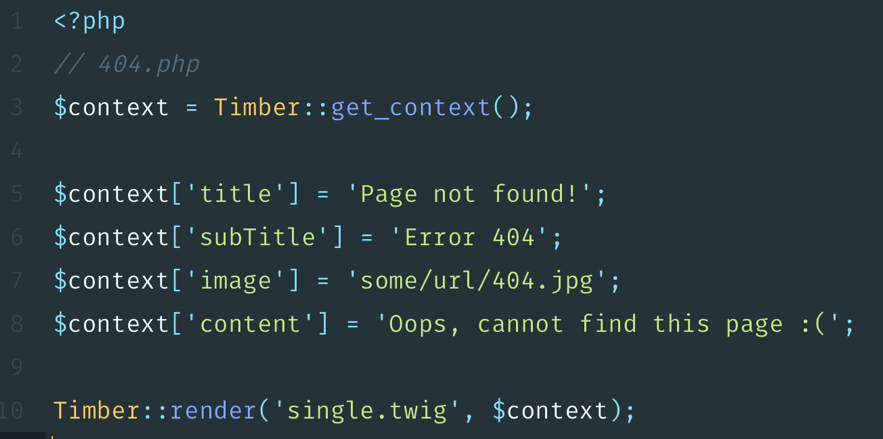 1 <?php
2 // 404.php
3 $context = Timber::get_context();
4
5 $context['title'] = 'Page not found!';
6 $context['subTitle'] = 'Error 404';
7 $context['image'] = 'some/url/404.jpg';
8 $context['content'] = 'Oops, cannot find this page :(';
9
10 Timber::render('single.twig', $context);